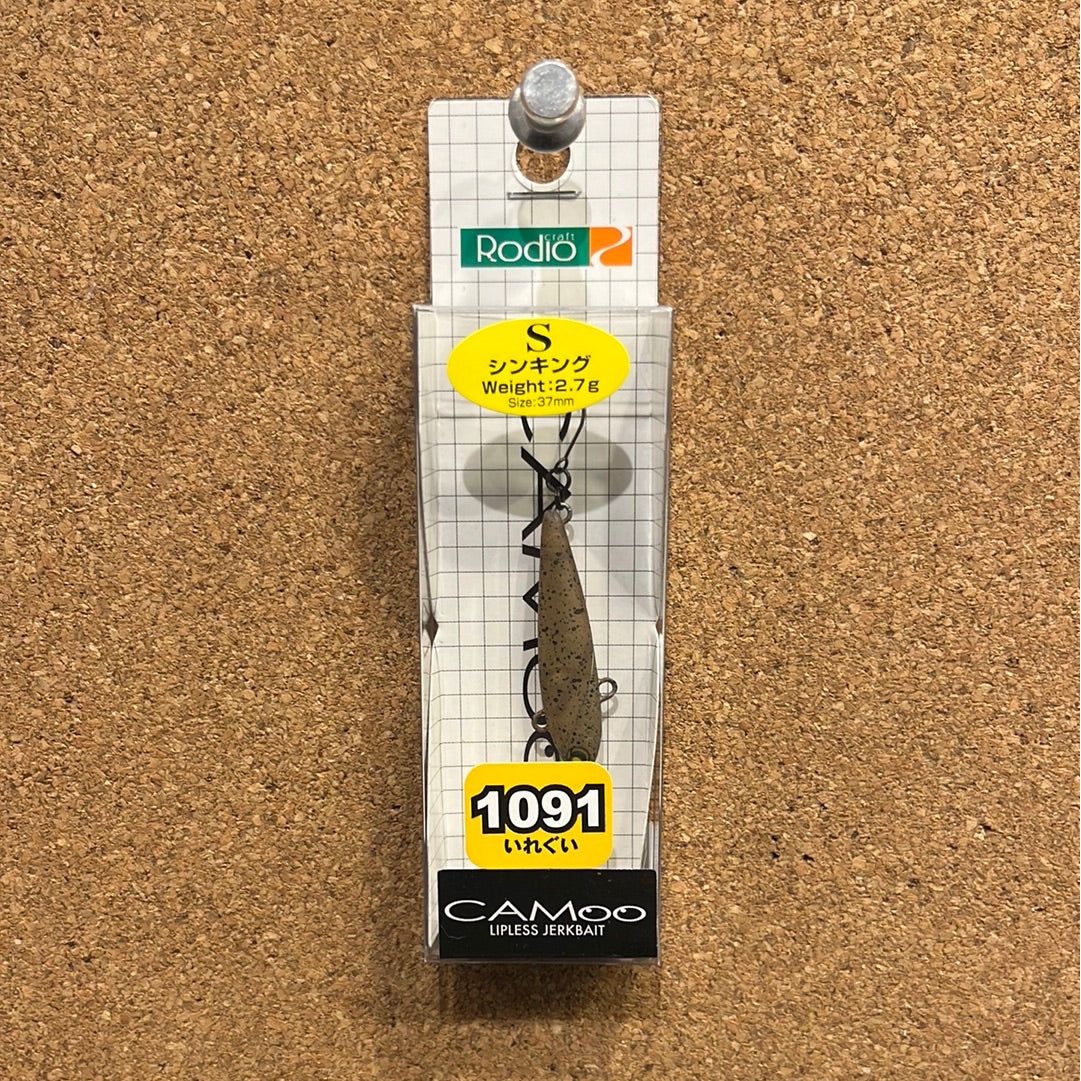 Rodio craft
S
シンキング
Weight:2.7g
Size:37mm
1091
いれぐい
CAMOO
LIPLESS JERKBAIT